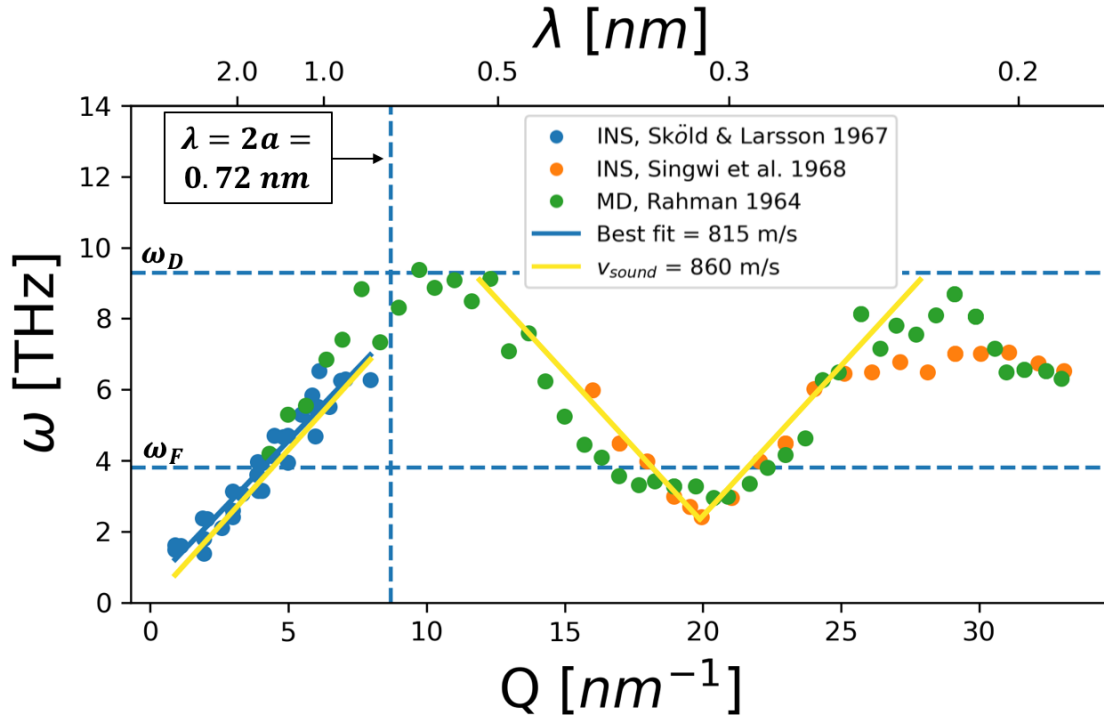 λ [nm]
2.0 1.0 0.5 0.3 0.2
14
12
10
8
6
4
2
0
ω [THz]
λ = 2a =
0.72 nm
INS, Sköld & Larsson 1967
INS, Singwi et al. 1968
MD, Rahman 1964
Best fit = 815 m/s
v_sound = 860 m/s
ω_D
ω_F
0 5 10 15 20 25 30
Q [nm⁻¹]